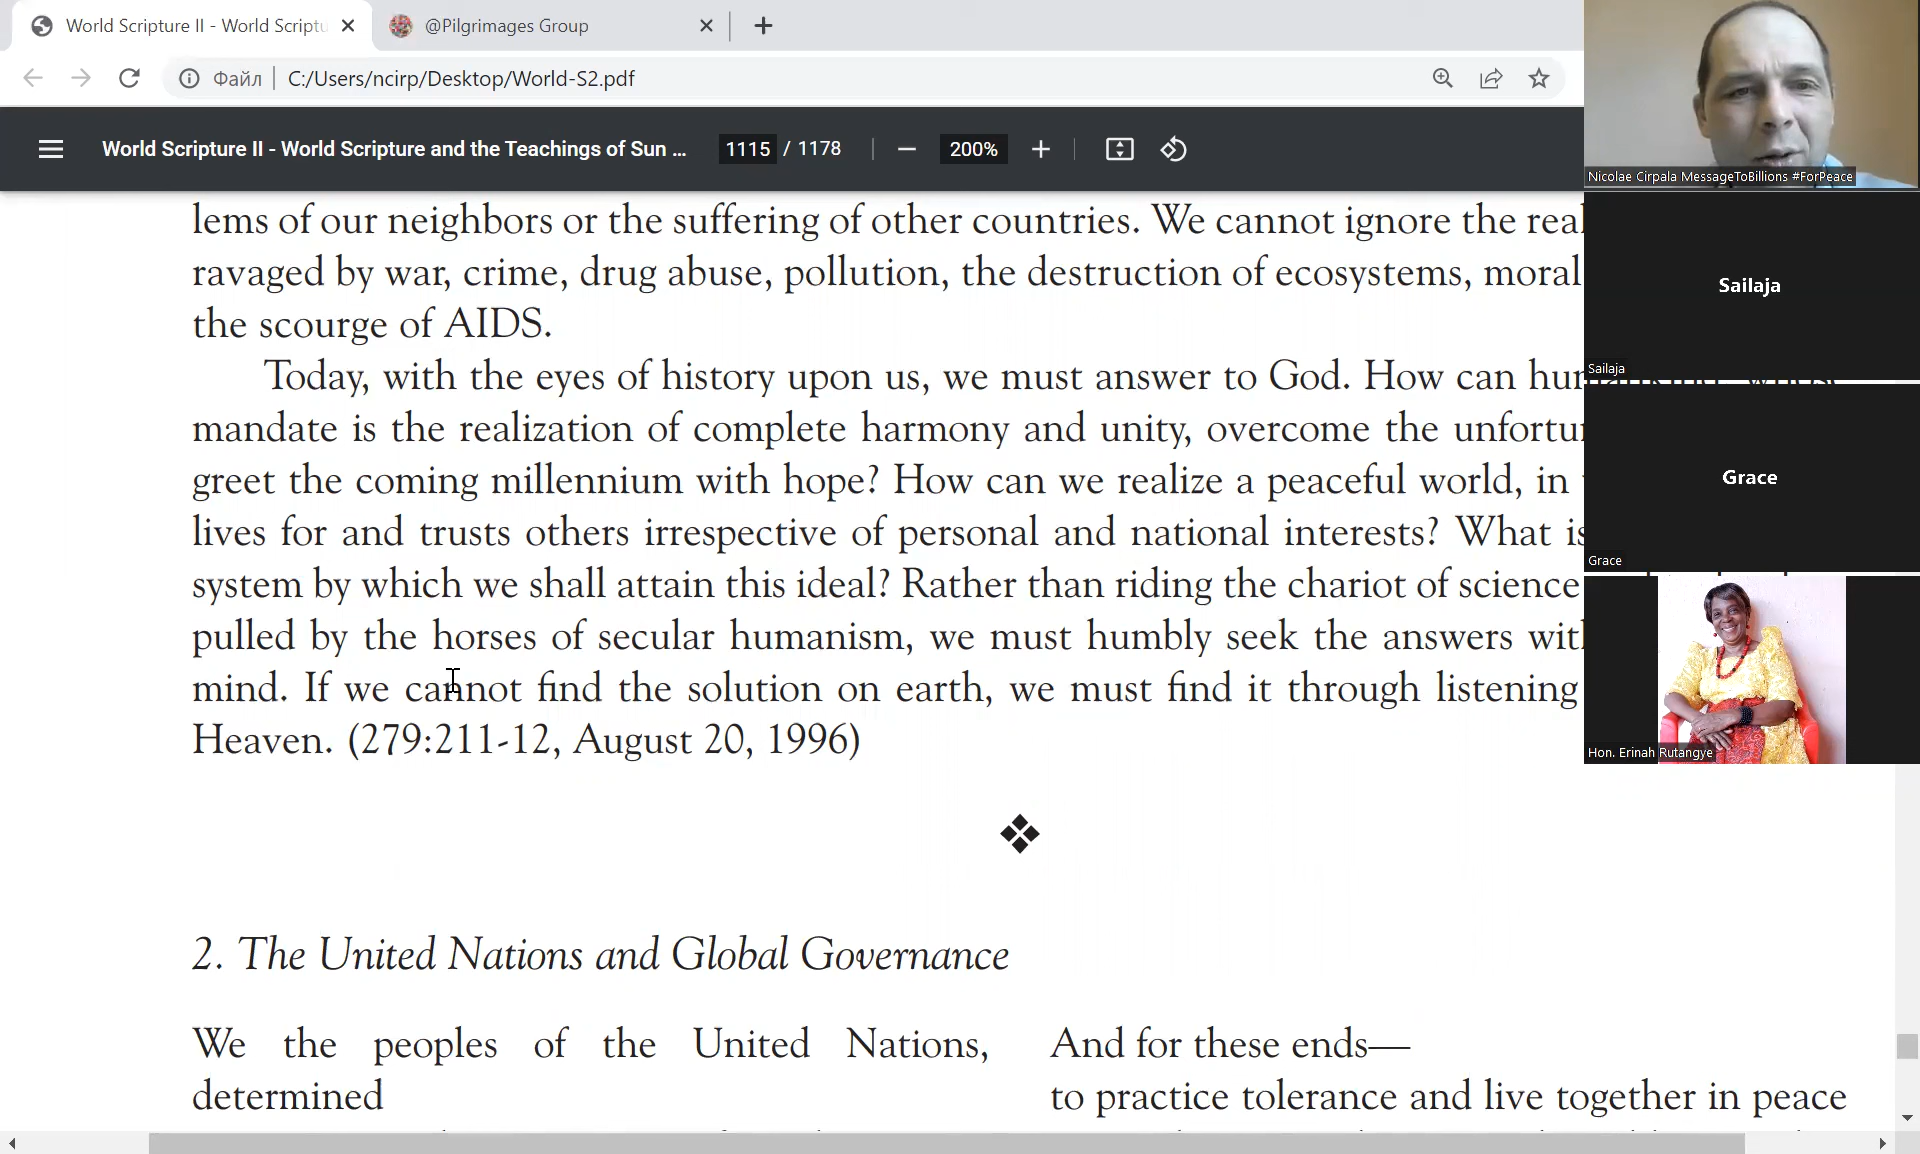 World Scripture II - World Scriptu
@Pilgrimages Group
Файл
C:/Users/ncirp/Desktop/World-S2.pdf
World Scripture II - World Scripture and the Teachings of Sun ...
1115 / 1178
200%
lems of our neighbors or the suffering of other countries. We cannot ignore the real
ravaged by war, crime, drug abuse, pollution, the destruction of ecosystems, moral
the scourge of AIDS.
Today, with the eyes of history upon us, we must answer to God. How can hum
mandate is the realization of complete harmony and unity, overcome the unfortu
greet the coming millennium with hope? How can we realize a peaceful world, in
lives for and trusts others irrespective of personal and national interests? What is
system by which we shall attain this ideal? Rather than riding the chariot of science
pulled by the horses of secular humanism, we must humbly seek the answers with
mind. If we cannot find the solution on earth, we must find it through listening
Heaven. (279:211-12, August 20, 1996)
2. The United Nations and Global Governance
We the peoples of the United Nations,
determined
And for these ends—
to practice tolerance and live together in peace
Nicolae Cirpala MessageToBillions #ForPeace
Sailaja
Sailaja
Grace
Grace
Hon. Erinah Rutangye